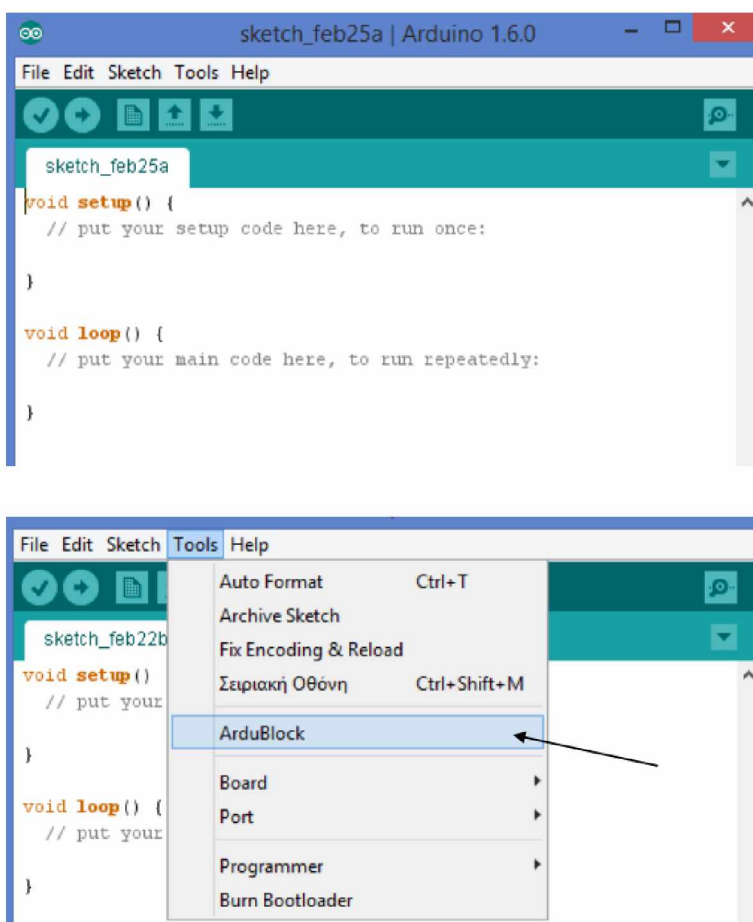 sketch_feb25a | Arduino 1.6.0
File Edit Sketch Tools Help
sketch_feb25a
void setup() {
// put your setup code here, to run once:
}
void loop() {
// put your main code here, to run repeatedly:
}
File Edit Sketch Tools Help
sketch_feb22b
void setup()
// put your
}
void loop() {
// put your
}
Auto Format Ctrl+T
Archive Sketch
Fix Encoding & Reload
Σειριακή Οθόνη Ctrl+Shift+M
ArduBlock
Board
Port
Programmer
Burn Bootloader